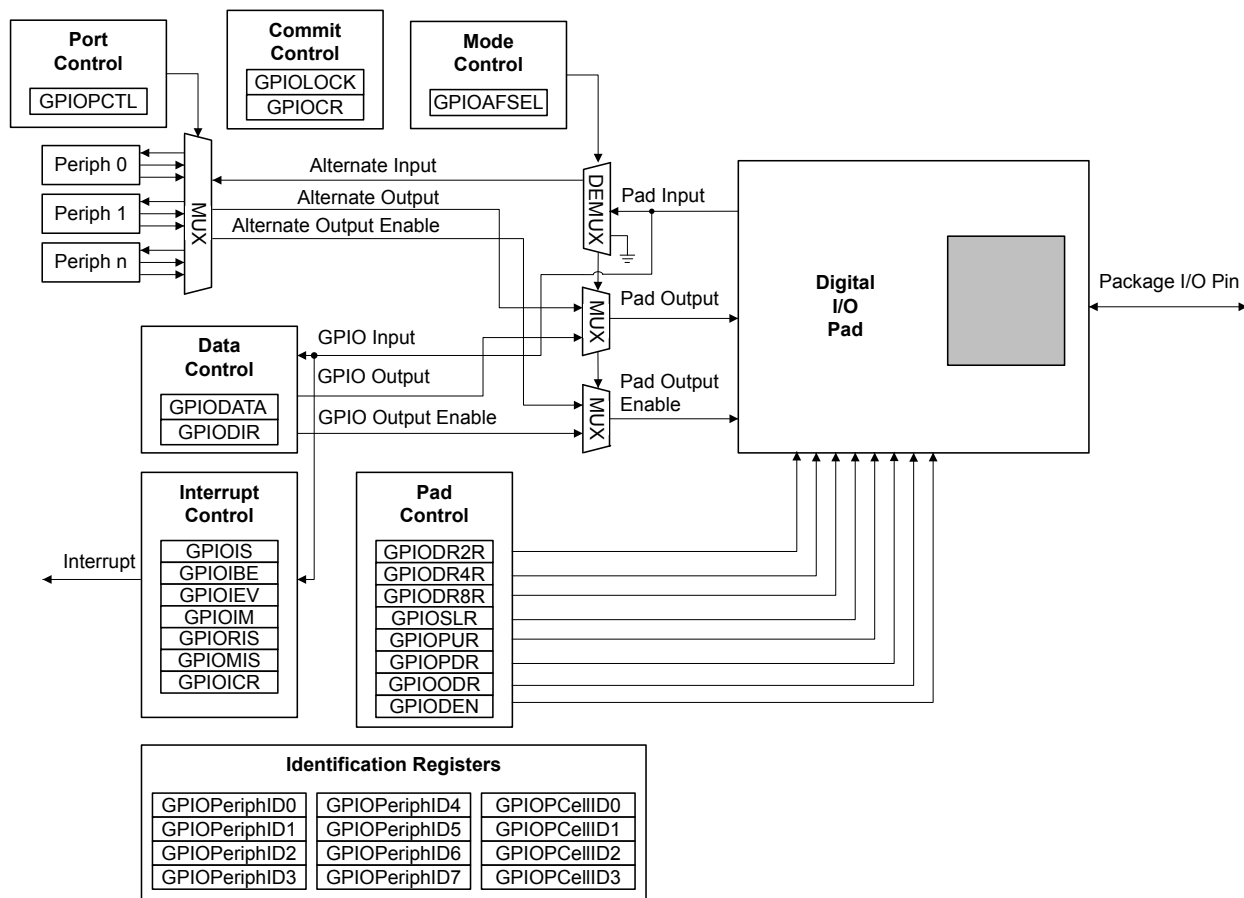 Port
Control
GPIOPCTL
Commit
Control
GPIOLOCK
GPIOCR
Mode
Control
GPIOAFSEL
Periph 0
Periph 1
Periph n
MUX
Alternate Input
Alternate Output
Alternate Output Enable
DEMUX
Pad Input
MUX
Pad Output
MUX
Pad Output
Enable
Digital
I/O
Pad
Package I/O Pin
Data
Control
GPIODATA
GPIODIR
GPIO Input
GPIO Output
GPIO Output Enable
Interrupt
Control
GPIOIS
GPIOIBE
GPIOIEV
GPIOIM
GPIORIS
GPIOMIS
GPIOICR
Interrupt
Pad
Control
GPIODR2R
GPIODR4R
GPIODR8R
GPIOSLR
GPIOPUR
GPIOPDR
GPIOODR
GPIODEN
Identification Registers
GPIOPeriphID0
GPIOPeriphID1
GPIOPeriphID2
GPIOPeriphID3
GPIOPeriphID4
GPIOPeriphID5
GPIOPeriphID6
GPIOPeriphID7
GPIOPCellID0
GPIOPCellID1
GPIOPCellID2
GPIOPCellID3